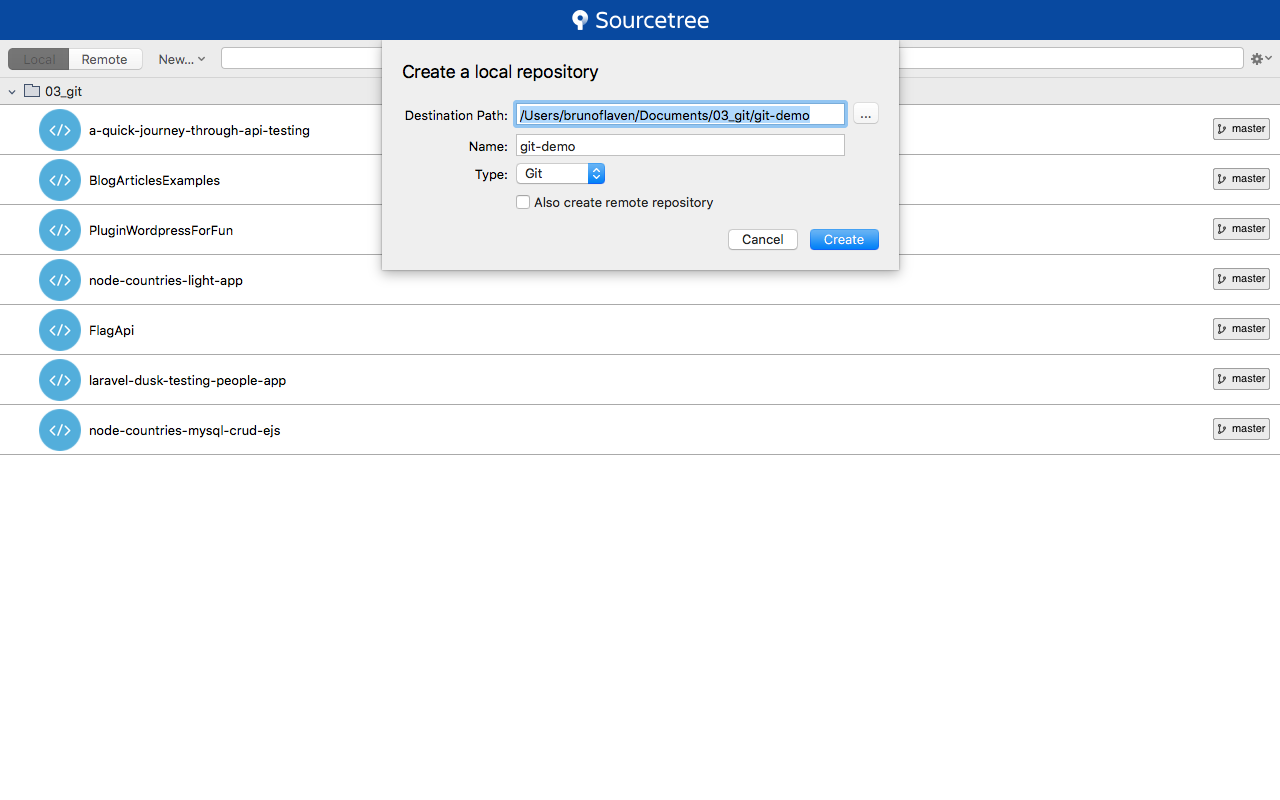 Sourcetree
Local Remote New...
Create a local repository
Destination Path: /Users/brunoflaven/Documents/03_git/git-demo ...
Name: git-demo
Type: Git
Also create remote repository
Cancel Create
03_git
a-quick-journey-through-api-testing master
BlogArticlesExamples master
PluginWordpressForFun master
node-countries-light-app master
FlagApi master
laravel-dusk-testing-people-app master
node-countries-mysql-crud-ejs master